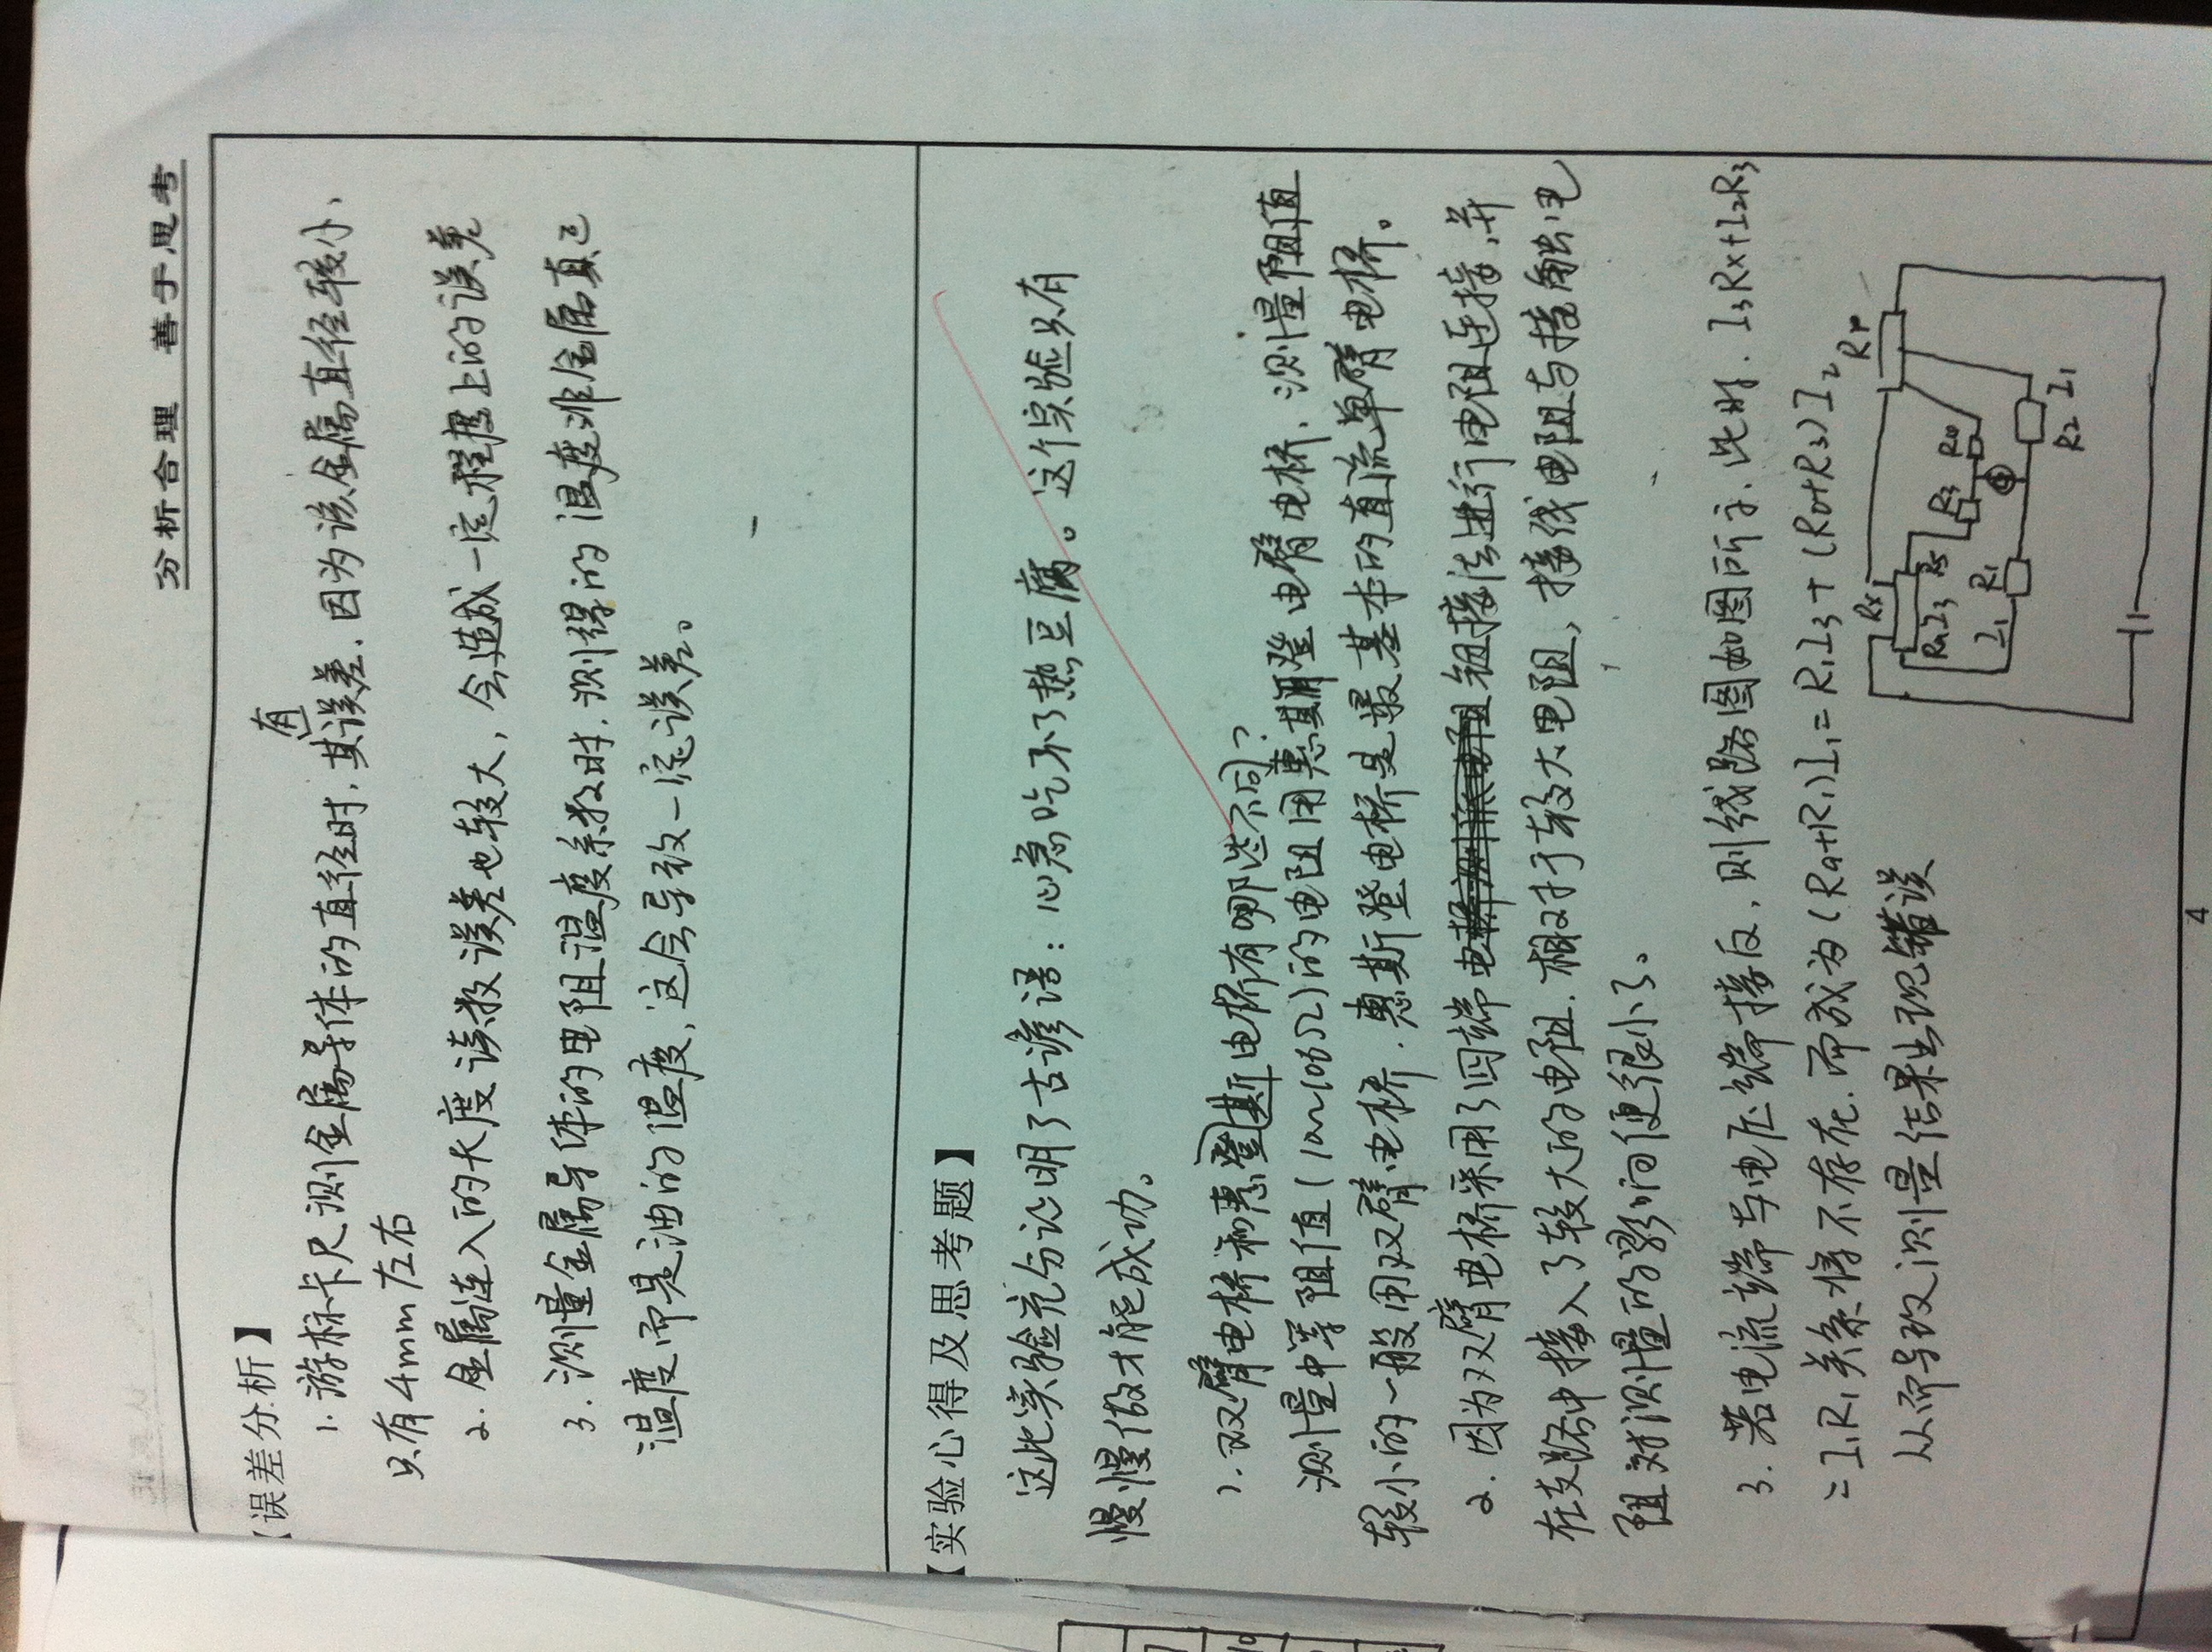 分析合理 善于思考
【误差分析】
有
1. 游标卡尺测金属导体的直径时,其误差.因为该金属直径较小,
只有4mm左右
2. 金属连入的长度读数误差也较大,会造成一定程度上的误差
3. 测量金属导体的电阻温度系数时.测得的温度非金属真正
温度而是油的温度,这会导致一定误差。
【实验心得及思考题】
这此实验充分说明了古谚语:心急吃不了热豆腐。这个实验只有
慢慢做才能成功。
1. 双臂电桥和惠登斯电桥有哪些不同?
测量中等阻值(10~106Ω)的电阻用惠斯登电臂电桥.测量阻值
较小的一般用双臂电桥.惠斯登电桥是最基本的直流单臂电桥。
2. 因为双臂电桥采用了四端钮接法进行电阻连接,并
在支路中接入了较大的电阻.相对于较大电阻,接线电阻与接触电
阻对测量的影响便很小了。
3. 若电流端与电压端接反,则线路图如图所示.此时. I3Rx+I2R3
=I1R1关系将不存在.而成为(Ra+R1)I1=R1I3+(R0+R3)I2
从而导致测量结果出现错误
Rx Rr
Ra I3 R5 R3 R4
I1 R1 G
R2 I1
4